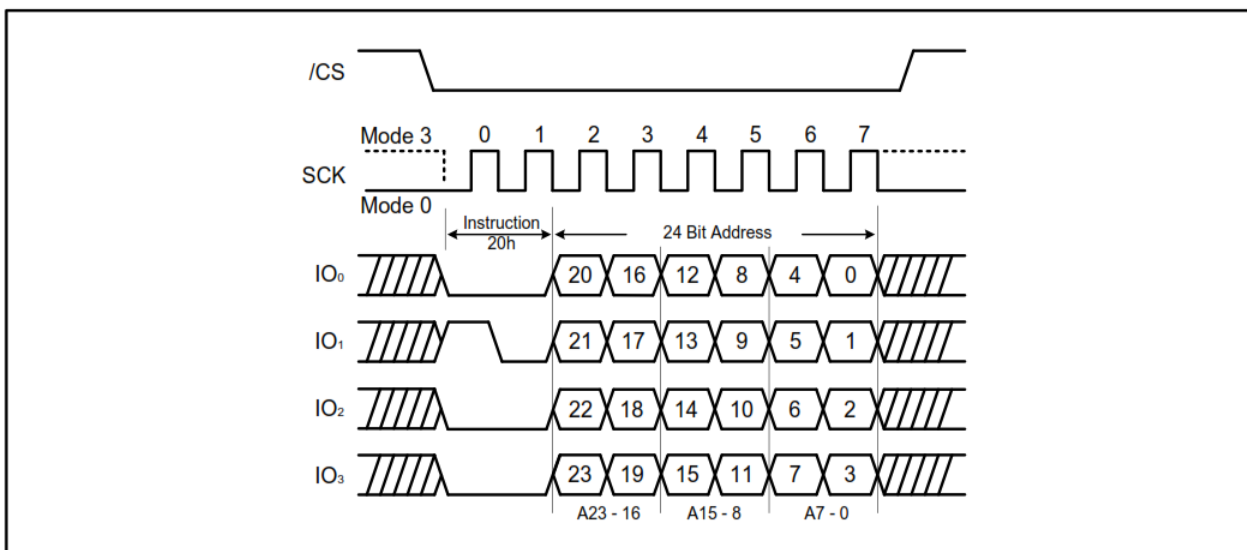 /CS
Mode 3 0 1 2 3 4 5 6 7
SCK
Mode 0
Instruction
20h
24 Bit Address
IO₀ 20 16 12 8 4 0
IO₁ 21 17 13 9 5 1
IO₂ 22 18 14 10 6 2
IO₃ 23 19 15 11 7 3
A23 - 16 A15 - 8 A7 - 0